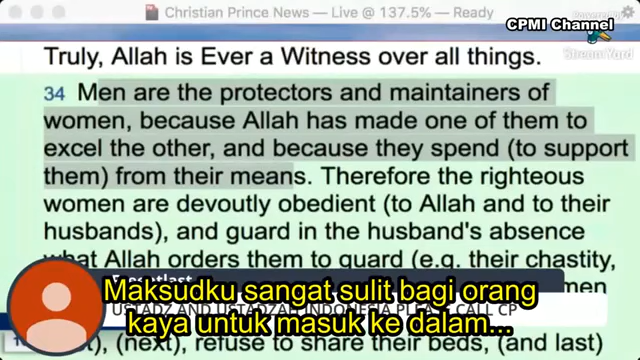 Christian Prince News — Live @ 137.5% — Ready
CPMI Channel
Stream Yard
Truly, Allah is Ever a Witness over all things.
34 Men are the protectors and maintainers of
women, because Allah has made one of them to
excel the other, and because they spend (to support
them) from their means. Therefore the righteous
women are devoutly obedient (to Allah and to their
husbands), and guard in the husband's absence
what Allah orders them to guard (e.g. their chastity,
men
Maksudku sangat sulit bagi orang
USTADZ AND USTADZAH INDONESIA CALL CP
kaya untuk masuk ke dalam...
(next), refuse to share their beds, (and last)